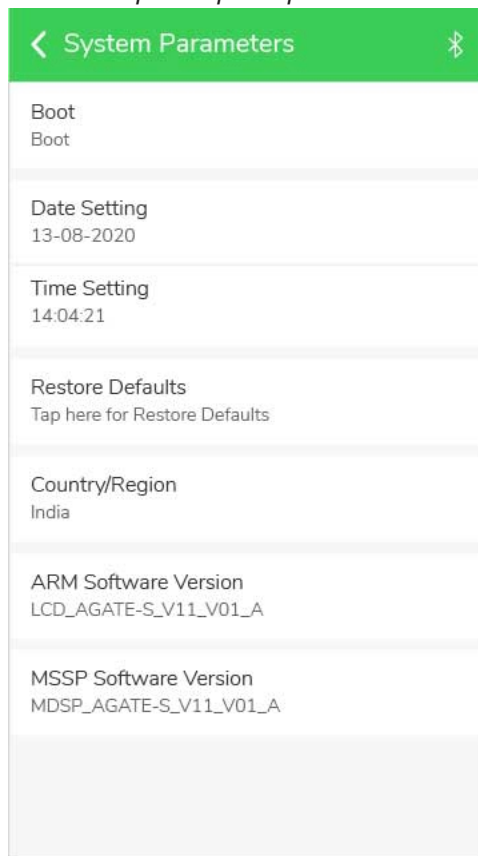 System Parameters
Boot
Boot
Date Setting
13-08-2020
Time Setting
14:04:21
Restore Defaults
Tap here for Restore Defaults
Country/Region
India
ARM Software Version
LCD_AGATE-S_V11_V01_A
MSSP Software Version
MDSP_AGATE-S_V11_V01_A